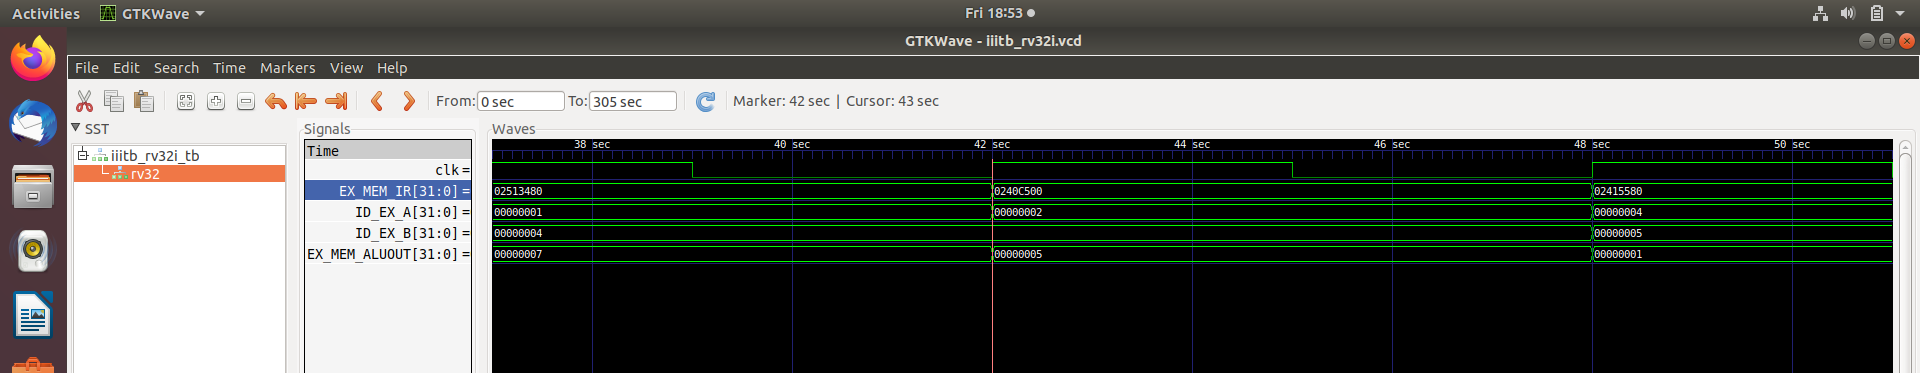 Activities GTKWave Fri 18:53
GTKWave - iiitb_rv32i.vcd
File Edit Search Time Markers View Help
From: 0 sec To: 305 sec Marker: 42 sec | Cursor: 43 sec
SST
iiitb_rv32i_tb
rv32
Signals
Time
clk =
EX_MEM_IR[31:0] =
ID_EX_A[31:0] =
ID_EX_B[31:0] =
EX_MEM_ALUOUT[31:0] =
Waves
38 sec 40 sec 42 sec 44 sec 46 sec 48 sec 50 sec
02513480 0240C500 02415580
00000001 00000002 00000004
00000004 00000005
00000007 00000005 00000001